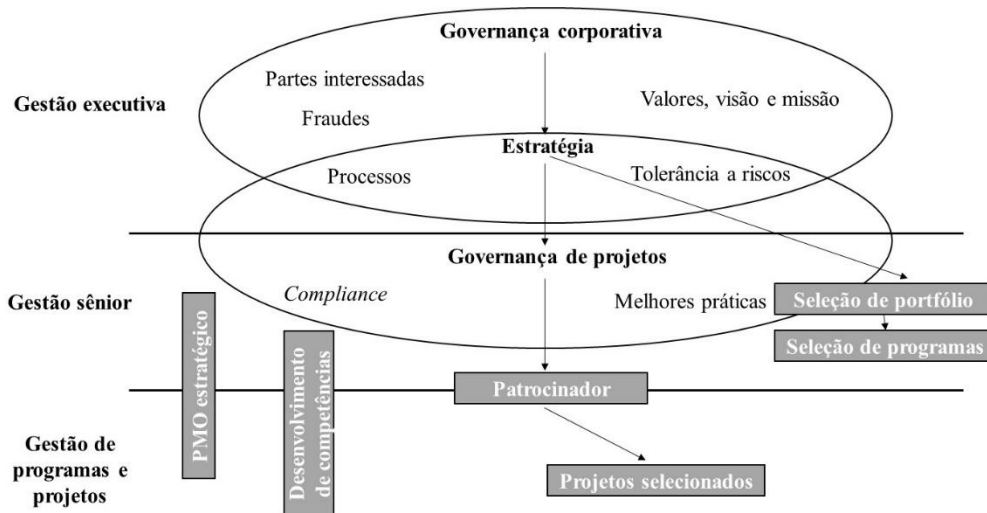 Governança corporativa
Partes interessadas
Gestão executiva
Valores, visão e missão
Fraudes
Estratégia
Processos
Tolerância a riscos
Governança de projetos
Gestão sênior
Compliance
Melhores práticas
Seleção de portfólio
Seleção de programas
PMO estratégico
Desenvolvimento
de competências
Patrocinador
Gestão de
programas e
projetos
Projetos selecionados